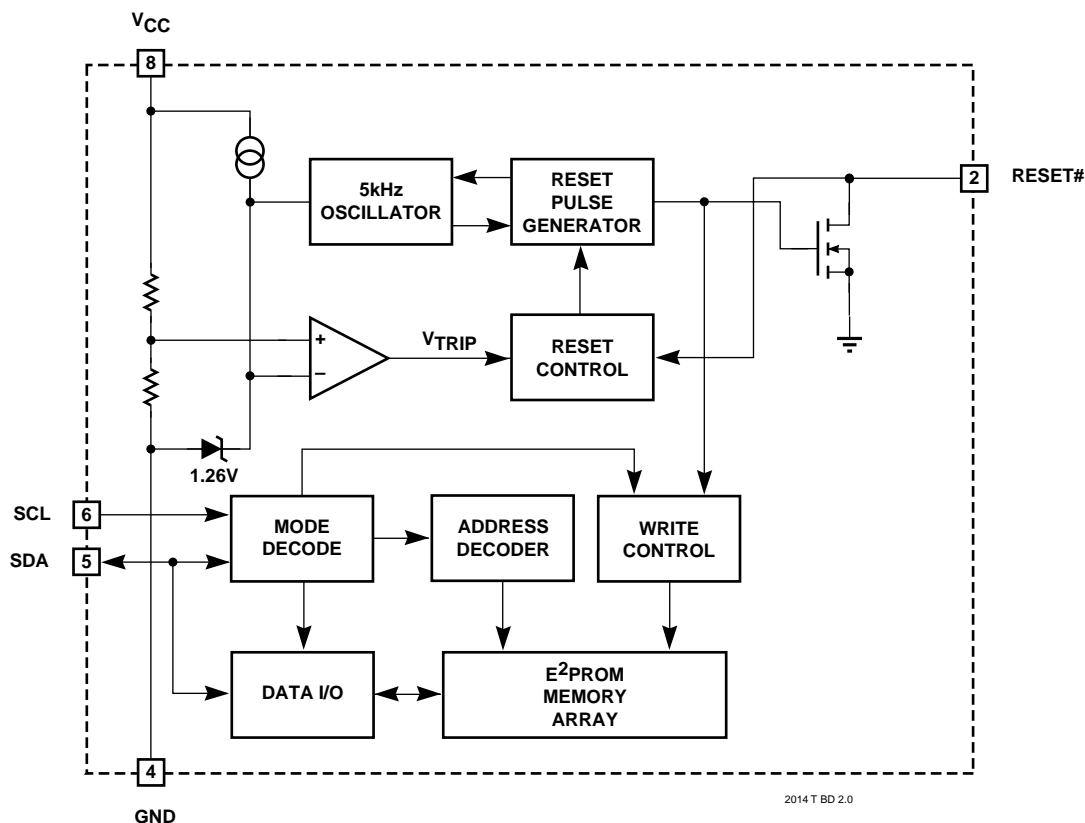 VCC
8
5kHz
OSCILLATOR
RESET
PULSE
GENERATOR
2
RESET#
+
–
VTRIP
RESET
CONTROL
1.26V
SCL
6
SDA
5
MODE
DECODE
ADDRESS
DECODER
WRITE
CONTROL
DATA I/O
E²PROM
MEMORY
ARRAY
4
GND
2014 T BD 2.0